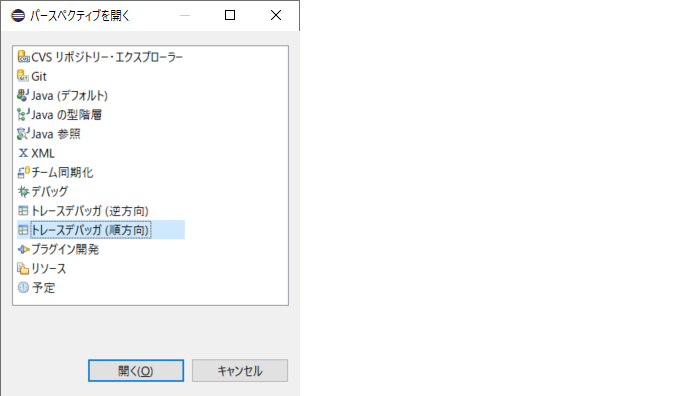 パースペクティブを開く
CVS リポジトリー・エクスプローラー
Git
Java (デフォルト)
Java の型階層
Java 参照
XML
チーム同期化
デバッグ
トレースデバッガ (逆方向)
トレースデバッガ (順方向)
プラグイン開発
リソース
予定
開く(O)
キャンセル